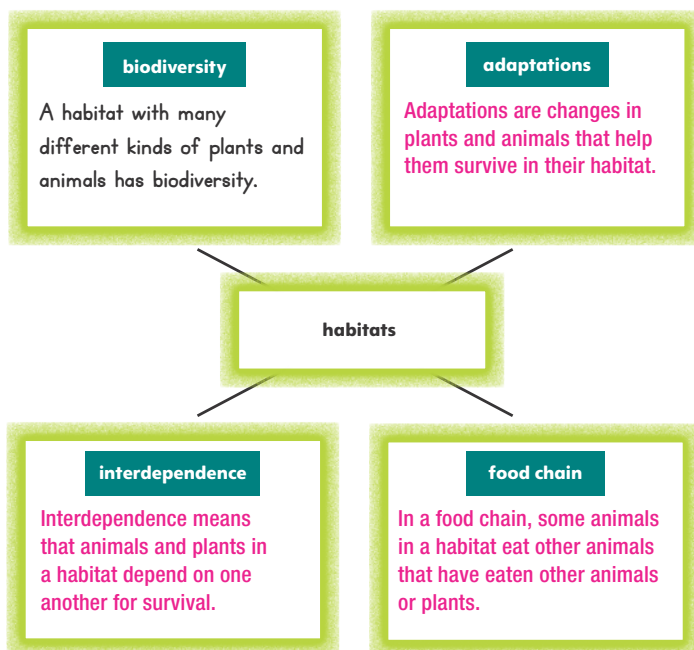 biodiversity
A habitat with many
different kinds of plants and
animals has biodiversity.
adaptations
Adaptations are changes in
plants and animals that help
them survive in their habitat.
habitats
interdependence
Interdependence means
that animals and plants in
a habitat depend on one
another for survival.
food chain
In a food chain, some animals
in a habitat eat other animals
that have eaten other animals
or plants.